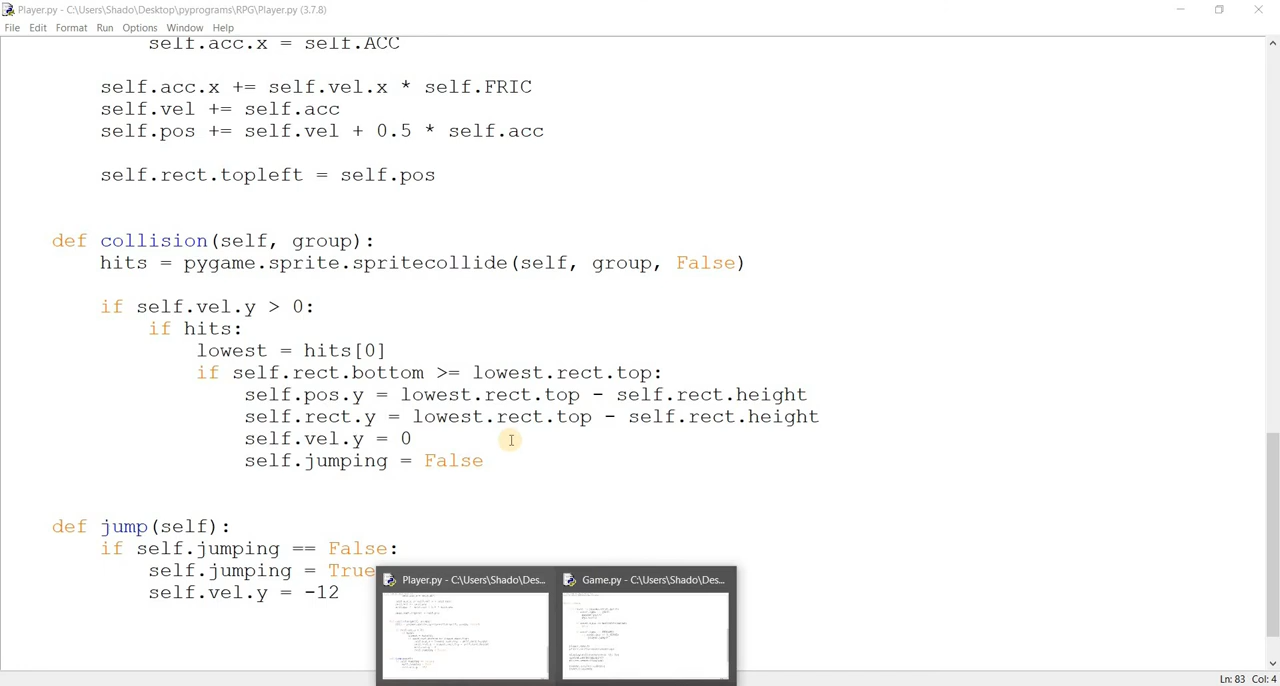 Player.py - C:\Users\Shado\Desktop\pyprograms\RPG\Player.py (3.7.8)
File Edit Format Run Options Window Help
self.acc.x = self.ACC
self.acc.x += self.vel.x * self.FRIC
self.vel += self.acc
self.pos += self.vel + 0.5 * self.acc
self.rect.topleft = self.pos
def collision(self, group):
hits = pygame.sprite.spritecollide(self, group, False)
if self.vel.y > 0:
if hits:
lowest = hits[0]
if self.rect.bottom >= lowest.rect.top:
self.pos.y = lowest.rect.top - self.rect.height
self.rect.y = lowest.rect.top - self.rect.height
self.vel.y = 0
self.jumping = False
def jump(self):
if self.jumping == False:
self.jumping = True
self.vel.y = -12
Player.py - C:\Users\Shado\Des...
Game.py - C:\Users\Shado\Des...
Ln: 83 Col: 4